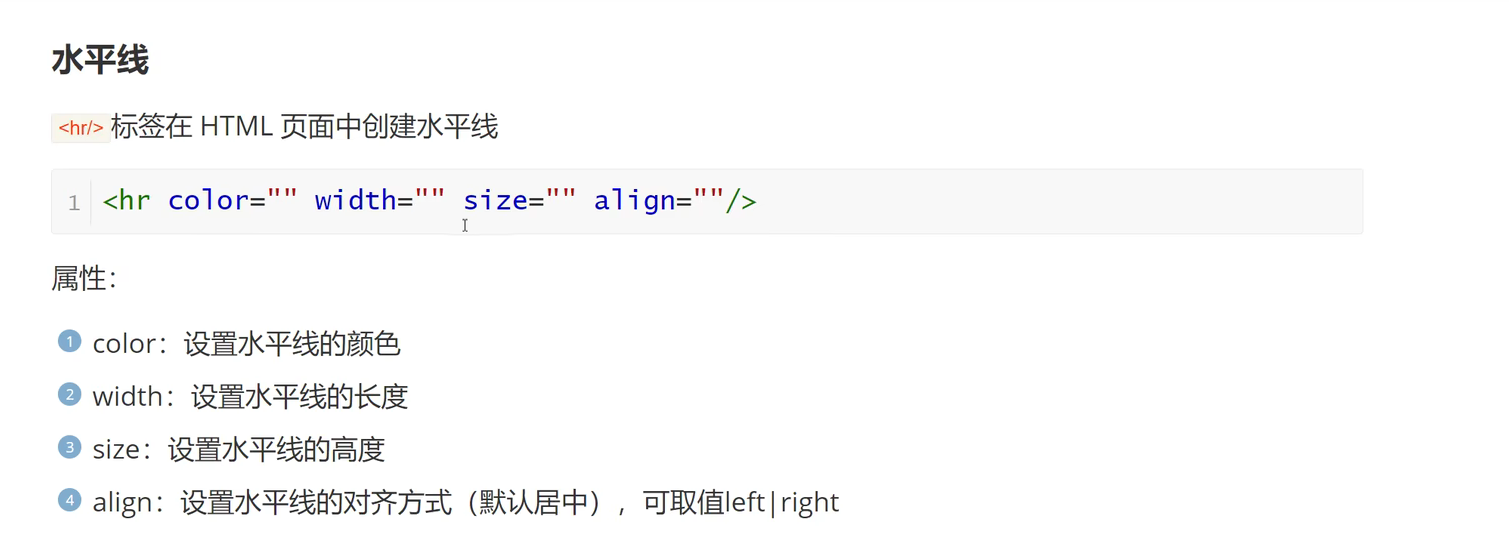 水平线
<hr/>标签在 HTML 页面中创建水平线
1 <hr color="" width="" size="" align=""/>
属性：
1 color：设置水平线的颜色
2 width：设置水平线的长度
3 size：设置水平线的高度
4 align：设置水平线的对齐方式（默认居中），可取值left|right